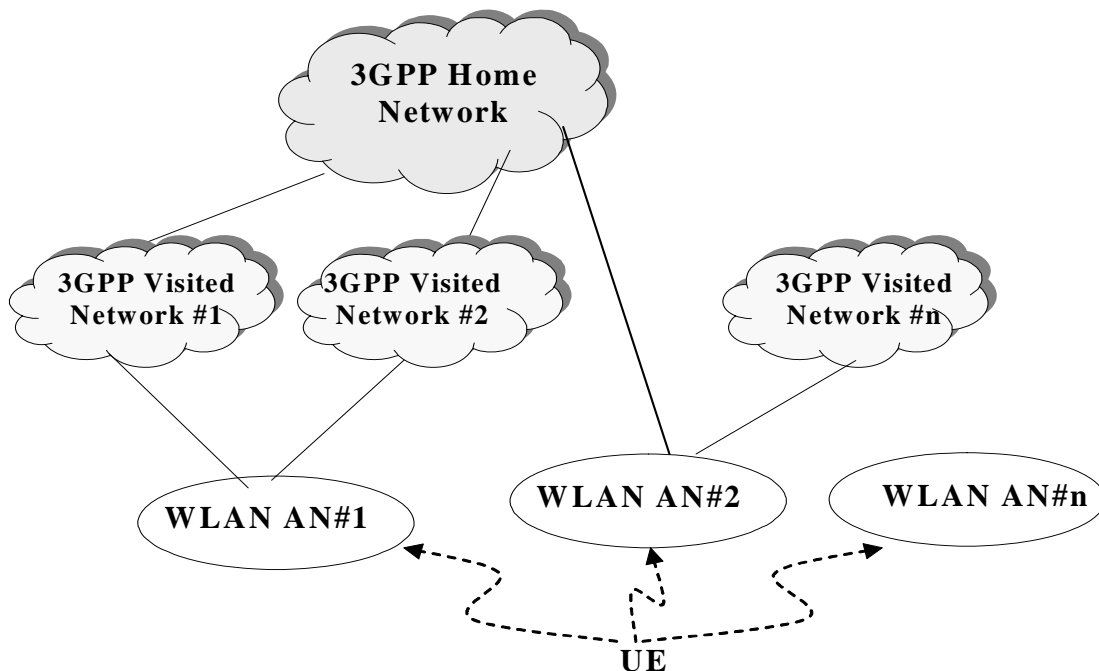 3GPP Home
Network
3GPP Visited
Network #1
3GPP Visited
Network #2
3GPP Visited
Network #n
WLAN AN#1
WLAN AN#2
WLAN AN#n
UE